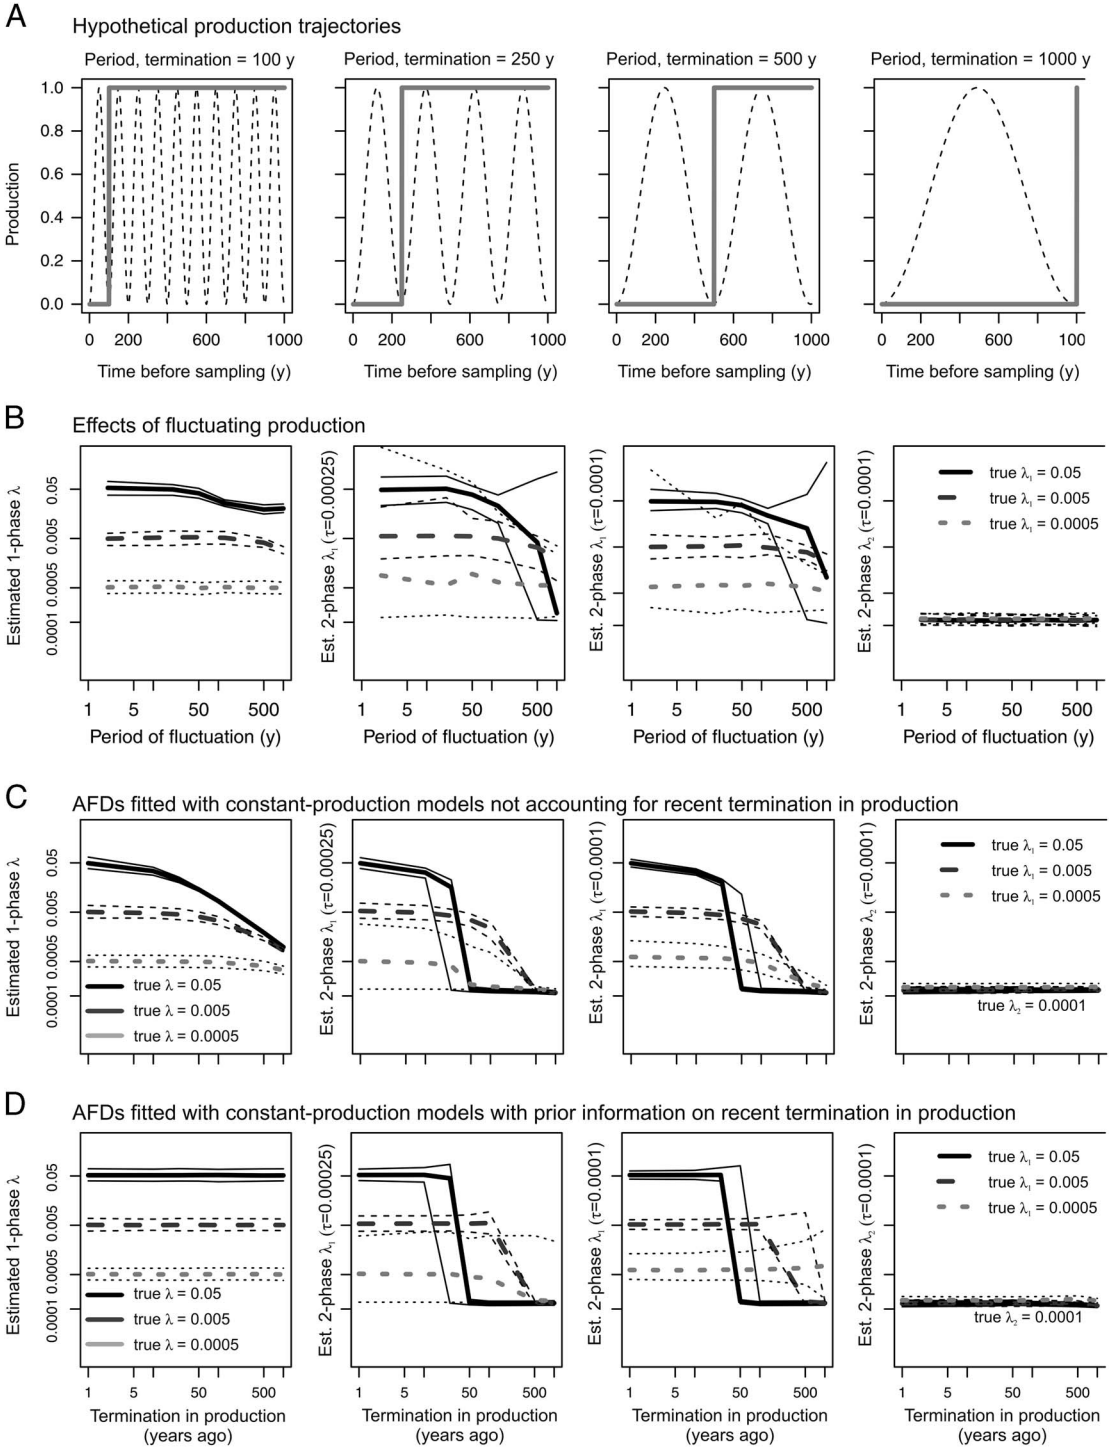 A
Hypothetical production trajectories
Period, termination = 100 y
Period, termination = 250 y
Period, termination = 500 y
Period, termination = 1000 y
Production
1.0
0.8
0.6
0.4
0.2
0.0
0 200 600 1000
0 200 600 1000
0 200 600 1000
0 200 600 1000
Time before sampling (y)
Time before sampling (y)
Time before sampling (y)
Time before sampling (y)
B
Effects of fluctuating production
Estimated 1-phase λ
0.0001 0.0005 0.005 0.05
Est. 2-phase λ₁ (τ=0.00025)
Est. 2-phase λ₁ (τ=0.0001)
Est. 2-phase λ₂ (τ=0.0001)
true λ₁ = 0.05
true λ₁ = 0.005
true λ₁ = 0.0005
1 5 50 500
1 5 50 500
1 5 50 500
1 5 50 500
Period of fluctuation (y)
Period of fluctuation (y)
Period of fluctuation (y)
Period of fluctuation (y)
C
AFDs fitted with constant-production models not accounting for recent termination in production
Estimated 1-phase λ
0.0001 0.0005 0.005 0.05
true λ = 0.05
true λ = 0.005
true λ = 0.0005
Est. 2-phase λ₁ (τ=0.00025)
Est. 2-phase λ₁ (τ=0.0001)
Est. 2-phase λ₂ (τ=0.0001)
true λ₁ = 0.05
true λ₁ = 0.005
true λ₁ = 0.0005
true λ₂ = 0.0001
D
AFDs fitted with constant-production models with prior information on recent termination in production
Estimated 1-phase λ
0.0001 0.0005 0.005 0.05
true λ = 0.05
true λ = 0.005
true λ = 0.0005
Est. 2-phase λ₁ (τ=0.00025)
Est. 2-phase λ₁ (τ=0.0001)
Est. 2-phase λ₂ (τ=0.0001)
true λ₁ = 0.05
true λ₁ = 0.005
true λ₁ = 0.0005
true λ₂ = 0.0001
1 5 50 500
1 5 50 500
1 5 50 500
1 5 50 500
Termination in production
(years ago)
Termination in production
(years ago)
Termination in production
(years ago)
Termination in production
(years ago)